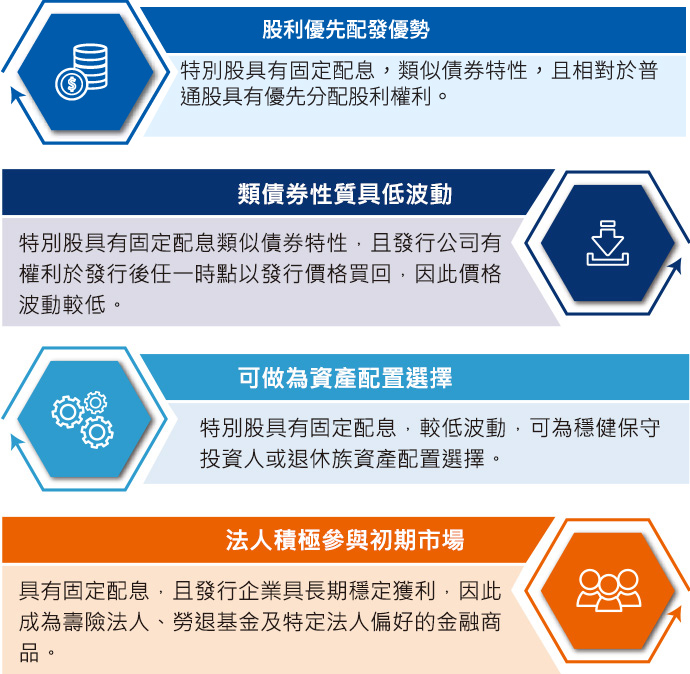 股利優先配發優勢
特別股具有固定配息，類似債券特性，且相對於普
通股具有優先分配股利權利。
類債券性質具低波動
特別股具有固定配息類似債券特性，且發行公司有
權利於發行後任一時點以發行價格買回，因此價格
波動較低。
可做為資產配置選擇
特別股具有固定配息，較低波動，可為穩健保守
投資人或退休族資產配置選擇。
法人積極參與初期市場
具有固定配息，且發行企業具長期穩定獲利，因此
成為壽險法人、勞退基金及特定法人偏好的金融商
品。